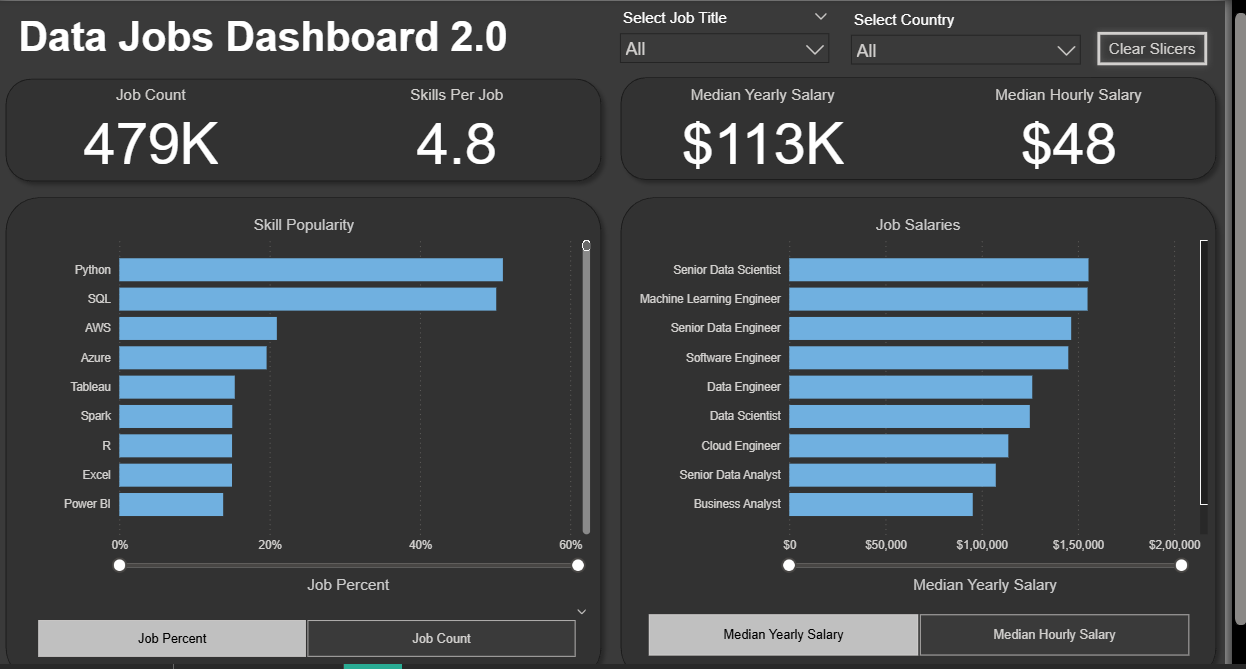 Data Jobs Dashboard 2.0
Select Job Title
All
Select Country
All
Clear Slicers
Job Count
479K
Skills Per Job
4.8
Median Yearly Salary
$113K
Median Hourly Salary
$48
Skill Popularity
Python
SQL
AWS
Azure
Tableau
Spark
R
Excel
Power BI
0% 20% 40% 60%
Job Percent
Job Percent
Job Count
Job Salaries
Senior Data Scientist
Machine Learning Engineer
Senior Data Engineer
Software Engineer
Data Engineer
Data Scientist
Cloud Engineer
Senior Data Analyst
Business Analyst
$0 $50,000 $1,00,000 $1,50,000 $2,00,000
Median Yearly Salary
Median Yearly Salary
Median Hourly Salary